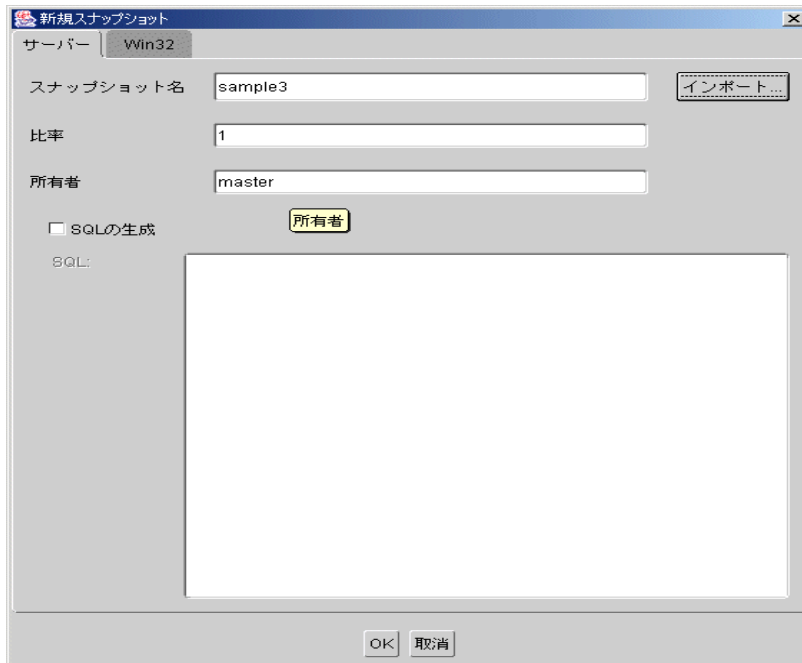 新規スナップショット
サーバー Win32
スナップショット名 sample3 インポート...
比率 1
所有者 master
所有者
SQLの生成
SQL:
OK 取消